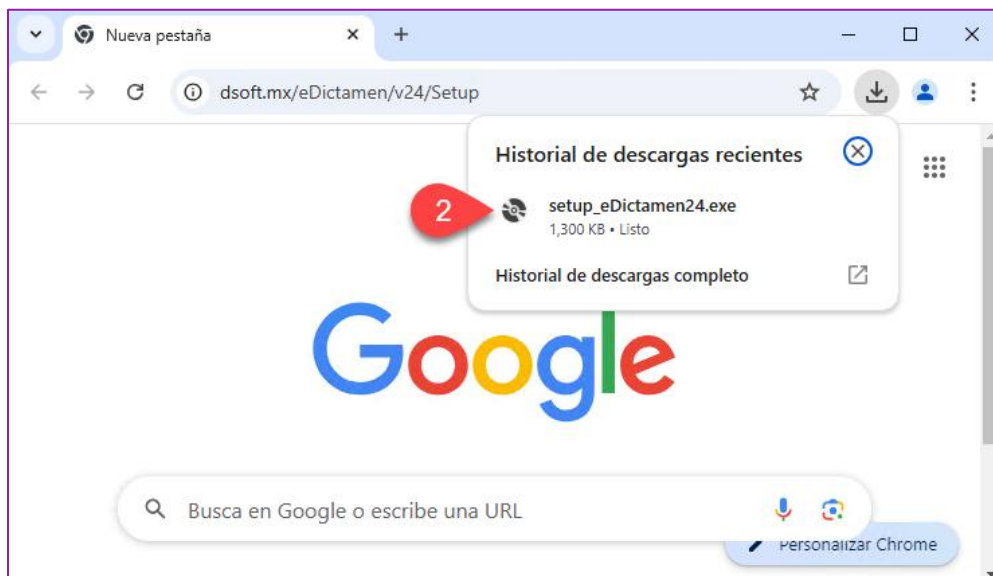 Nueva pestaña
dsoft.mx/eDictamen/v24/Setup
Historial de descargas recientes
2
setup_eDictamen24.exe
1,300 KB • Listo
Historial de descargas completo
Google
Busca en Google o escribe una URL
Personalizar Chrome